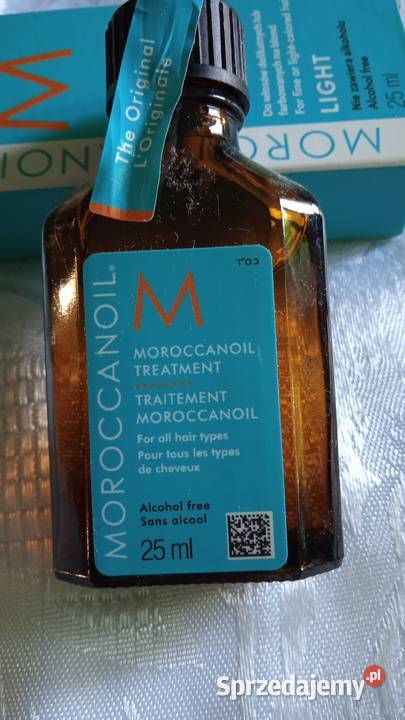 The Original
L'Originale
M
MOROCCANOIL
Do włosów delikatnych lub
farbowanych na blond
For fine or light-colored hair
LIGHT
Nie zawiera alkoholu
Alcohol free
25 ml
MOROCCANOIL®
M
MOROCCANOIL
TREATMENT
TRAITEMENT
MOROCCANOIL
For all hair types
Pour tous les types
de cheveux
Alcohol free
Sans alcool
25 ml
Sprzedajemy.pl